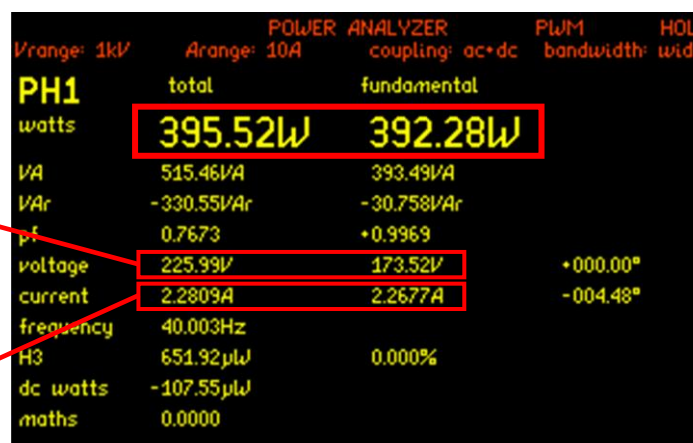 POWER ANALYZER PWM HOL
Vrange: 1kV Arange: 10A coupling: ac+dc bandwidth: wid
PH1 total fundamental
watts 395.52W 392.28W
VA 515.46VA 393.49VA
VAr -330.55VAr -30.758VAr
pf 0.7673 +0.9969
voltage 225.99V 173.52V +000.00°
current 2.2809A 2.2677A -004.48°
frequency 40.003Hz
H3 651.92µW 0.000%
dc watts -107.55µW
maths 0.0000